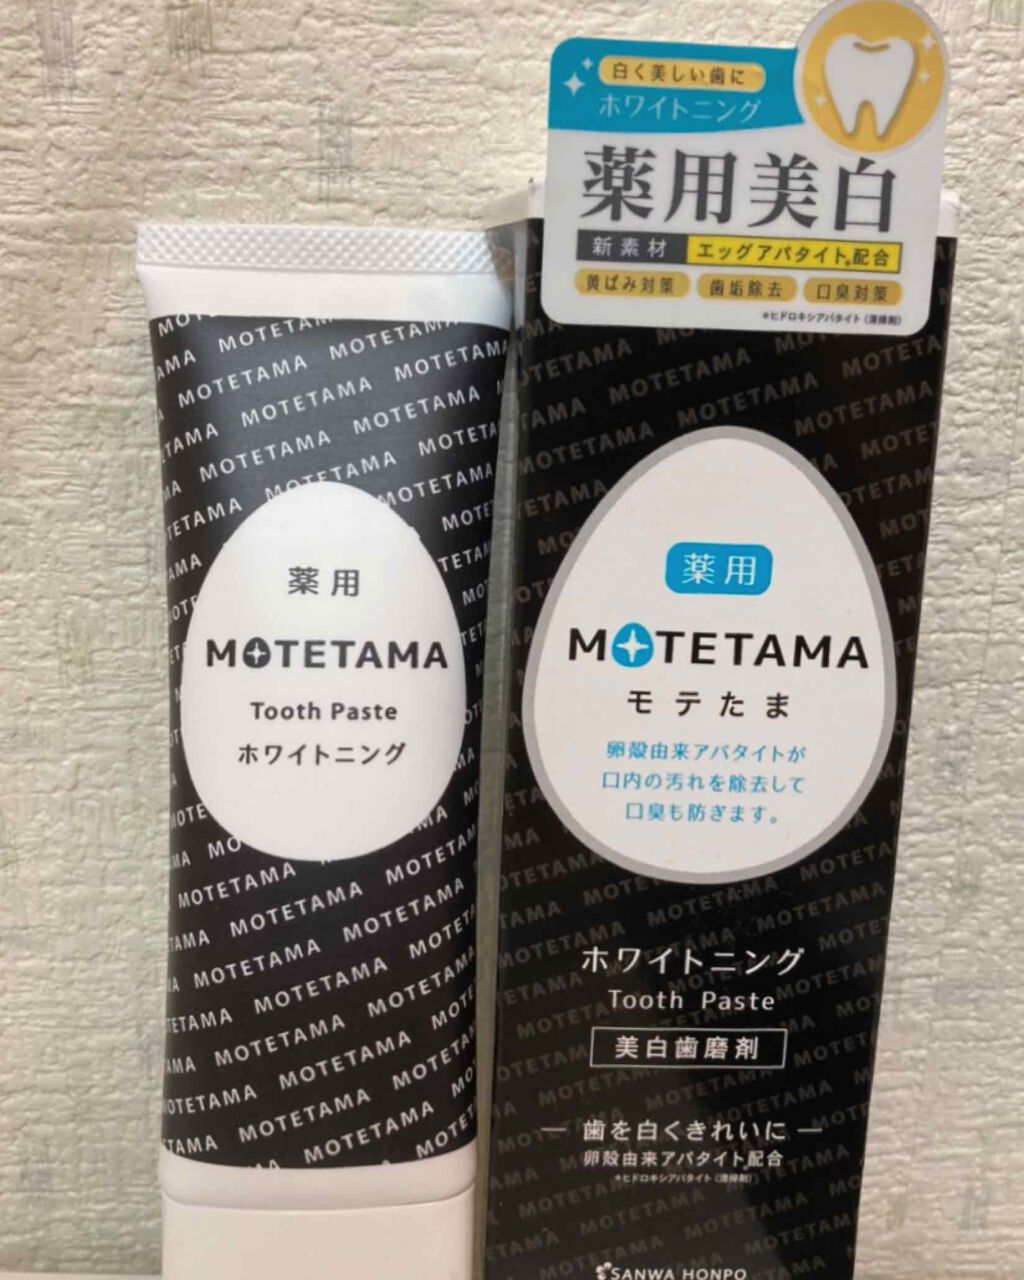 薬用
MOTETAMA
Tooth Paste
ホワイトニング
白く美しい歯に
ホワイトニング
薬用美白
新素材 エッグアパタイト*配合
黄ばみ対策 歯垢除去 口臭対策
*ヒドロキシアパタイト(清掃剤)
薬用
MOTETAMA
モテたま
卵殻由来アパタイトが
口内の汚れを除去して
口臭も防ぎます。
ホワイトニング
Tooth Paste
美白歯磨剤
― 歯を白くきれいに ―
卵殻由来アパタイト*配合
*ヒドロキシアパタイト(清掃剤)
SANWA HONPO